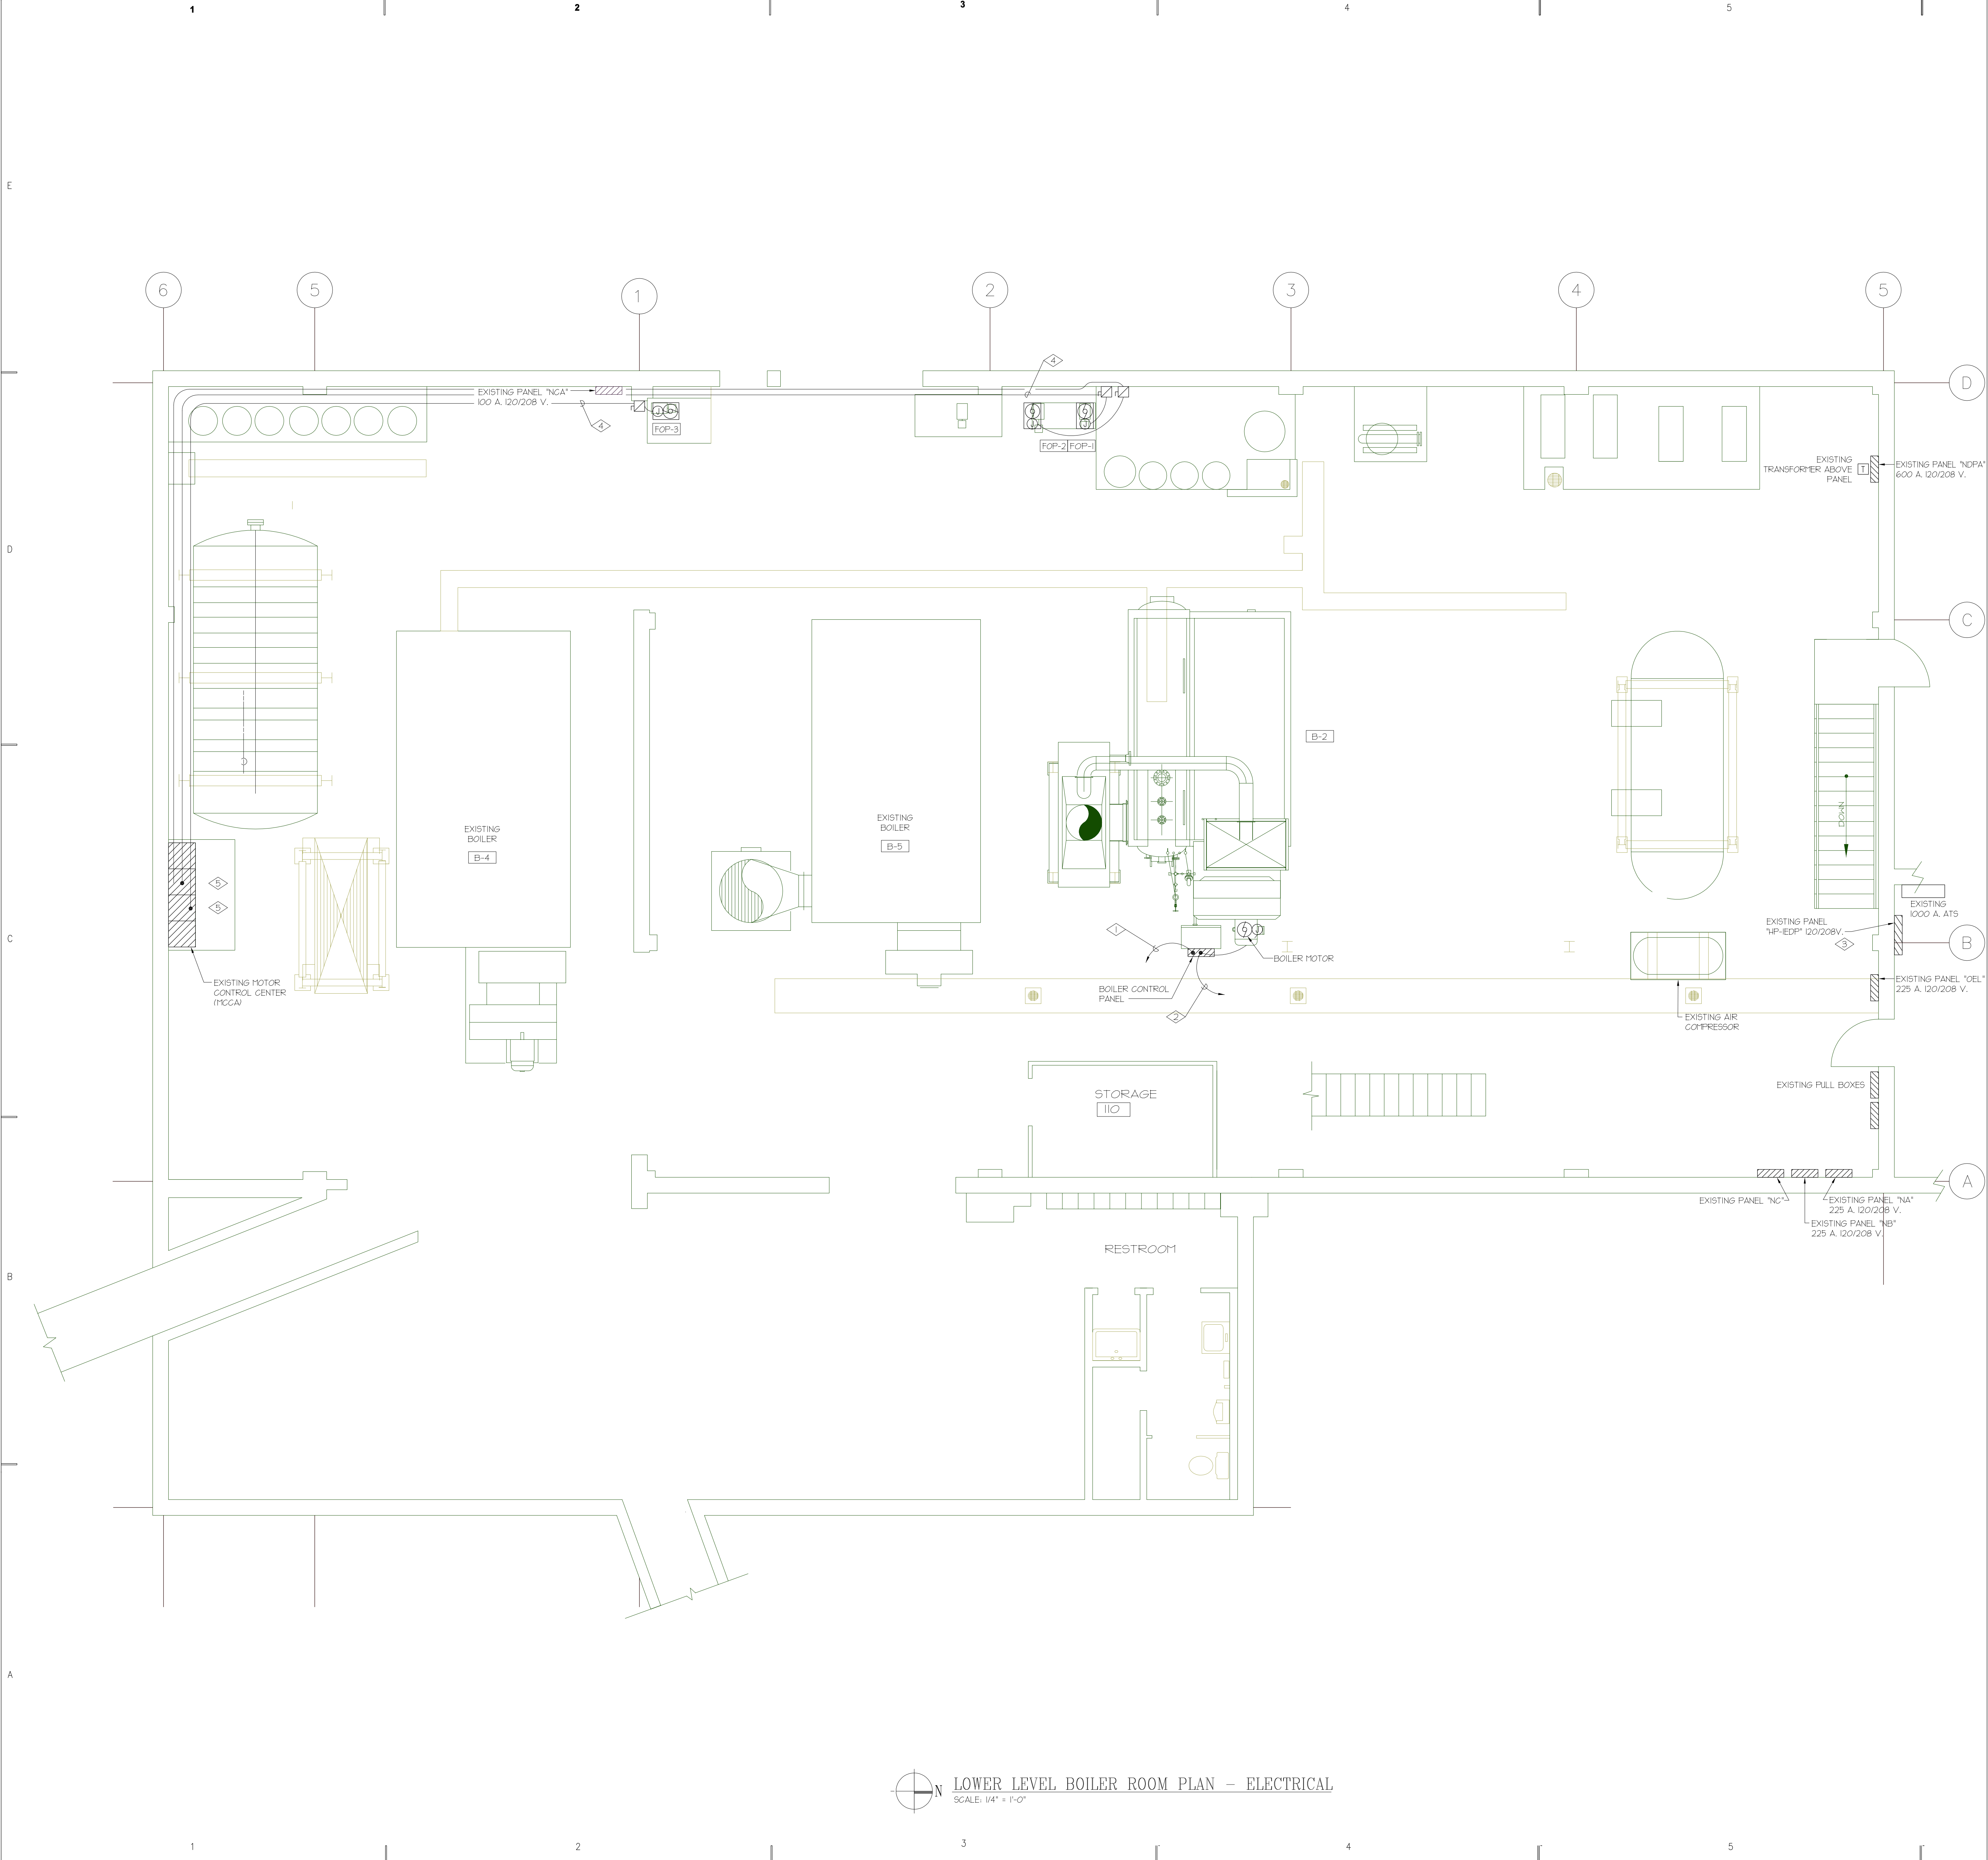 1
2
3
4
5
E
D
C
B
A
6
5
1
2
3
4
5
D
C
B
A
4
EXISTING PANEL "NCA"
100 A. 120/208 V.
4
J
FOP-3
9
9
J
J
FOP-2
FOP-1
EXISTING
TRANSFORMER ABOVE
PANEL
T
EXISTING PANEL "NDPA"
600 A. 120/208 V.
B-2
EXISTING
BOILER
B-4
EXISTING
BOILER
B-5
DOWN
5
5
EXISTING
1000 A. ATS
EXISTING PANEL
"HP-1EDP" 120/208V.
3
1
9
J
BOILER MOTOR
EXISTING MOTOR
CONTROL CENTER
(MCCA)
BOILER CONTROL
PANEL
2
EXISTING PANEL "OEL"
225 A. 120/208 V.
EXISTING AIR
COMPRESSOR
EXISTING PULL BOXES
STORAGE
110
EXISTING PANEL "NC"
EXISTING PANEL "NA"
225 A. 120/208 V.
EXISTING PANEL "NB"
225 A. 120/208 V.
RESTROOM
N
LOWER LEVEL BOILER ROOM PLAN - ELECTRICAL
SCALE: 1/4" = 1'-0"
1
2
3
4
5